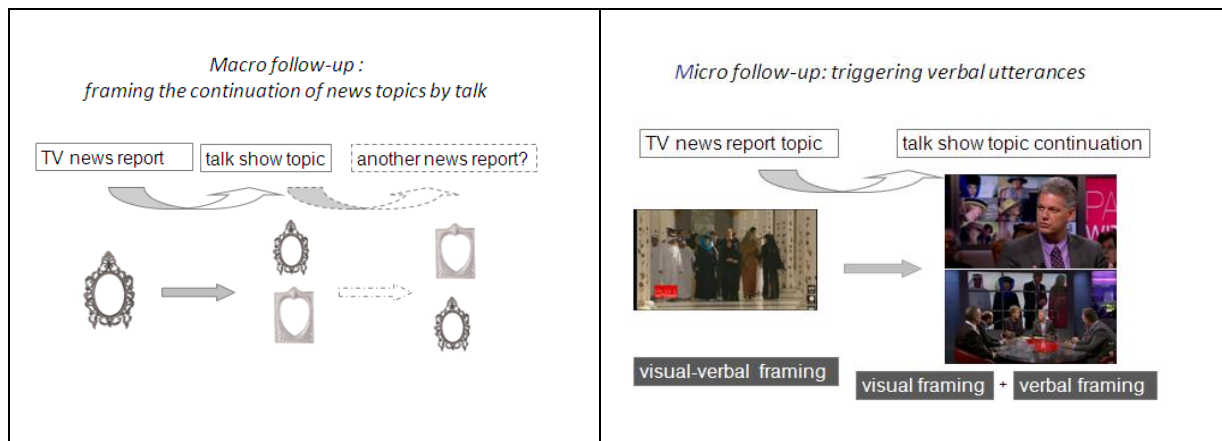 Macro follow-up :
framing the continuation of news topics by talk
TV news report
talk show topic
another news report?
Micro follow-up: triggering verbal utterances
TV news report topic
talk show topic continuation
PA
visual-verbal framing
visual framing + verbal framing